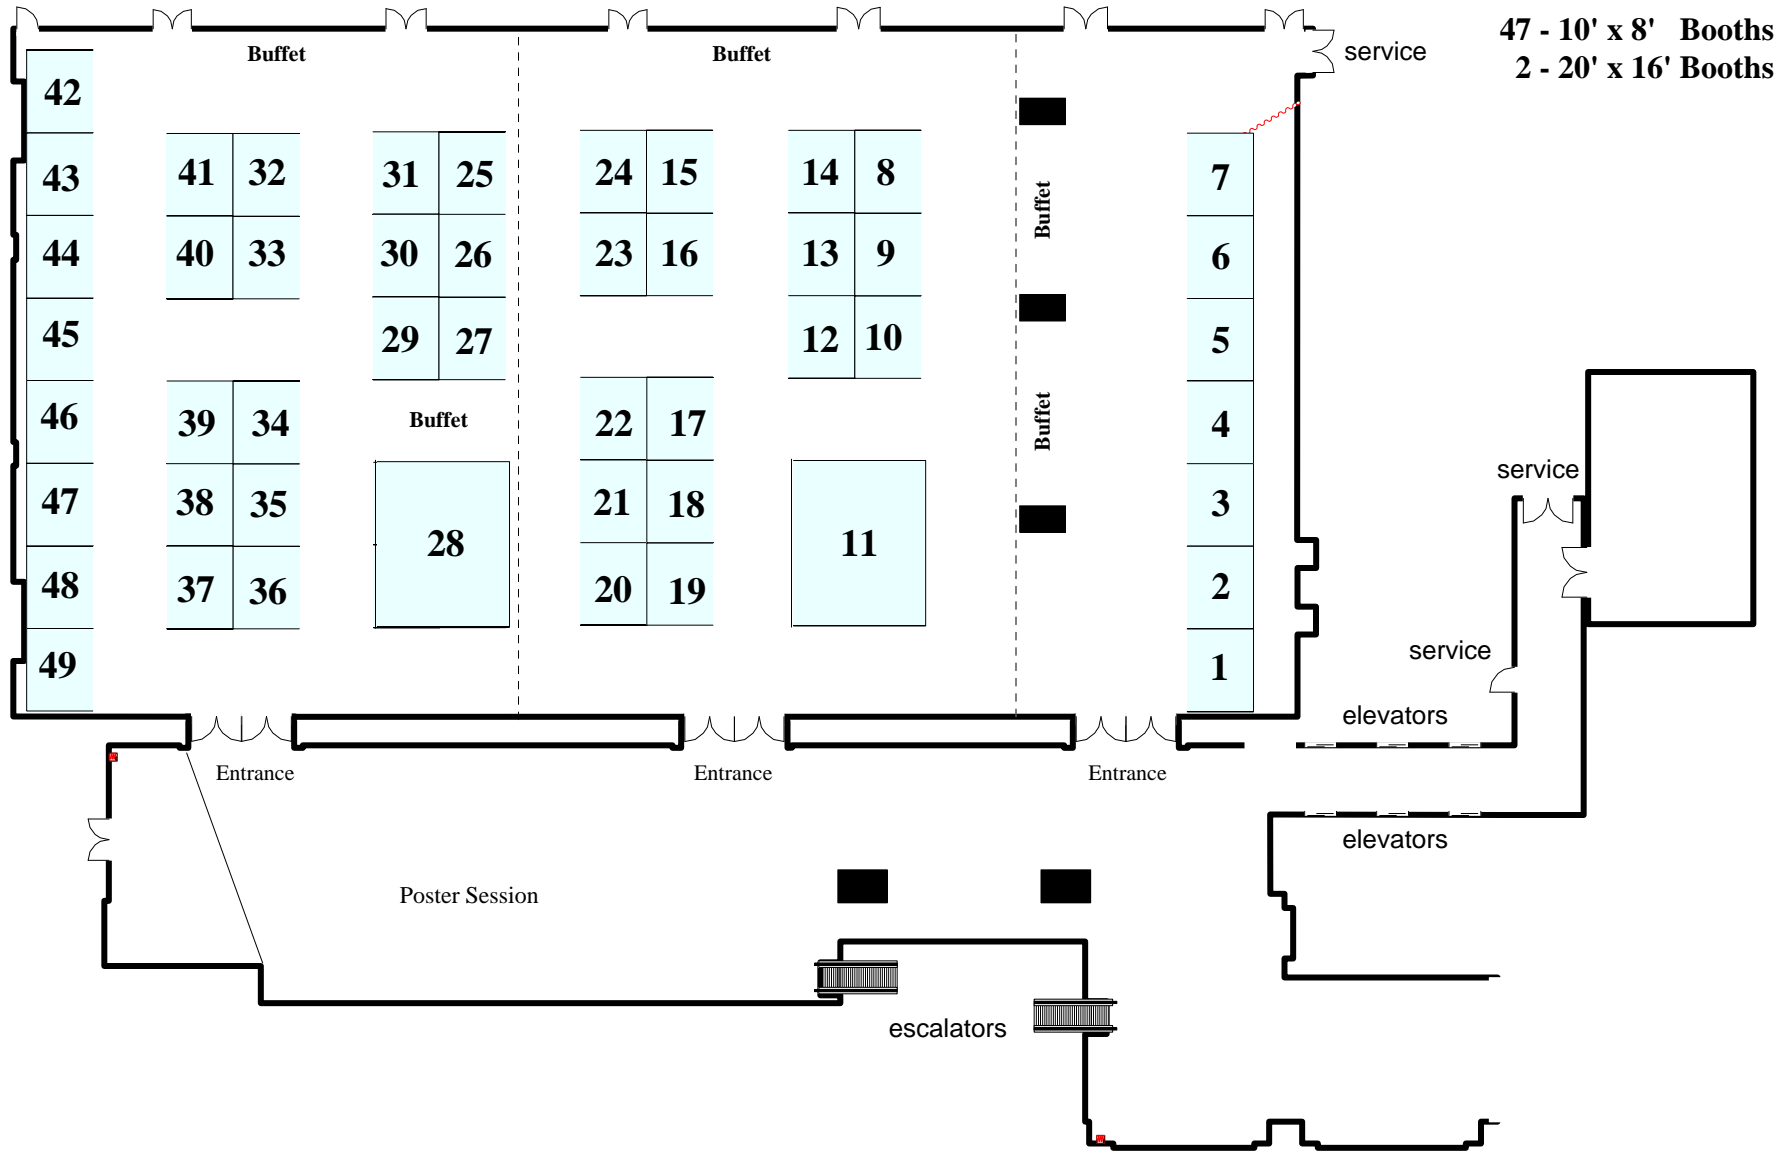 47 - 10' x 8' Booths
2 - 20' x 16' Booths
Buffet
Buffet
service
42
43
44
45
46
47
48
49
41 32
40 33
39 34
38 35
37 36
31 25
30 26
29 27
Buffet
28
24 15
23 16
22 17
21 18
20 19
14 8
13 9
12 10
11
Buffet
Buffet
7
6
5
4
3
2
1
service
service
elevators
elevators
Entrance
Entrance
Entrance
Poster Session
escalators